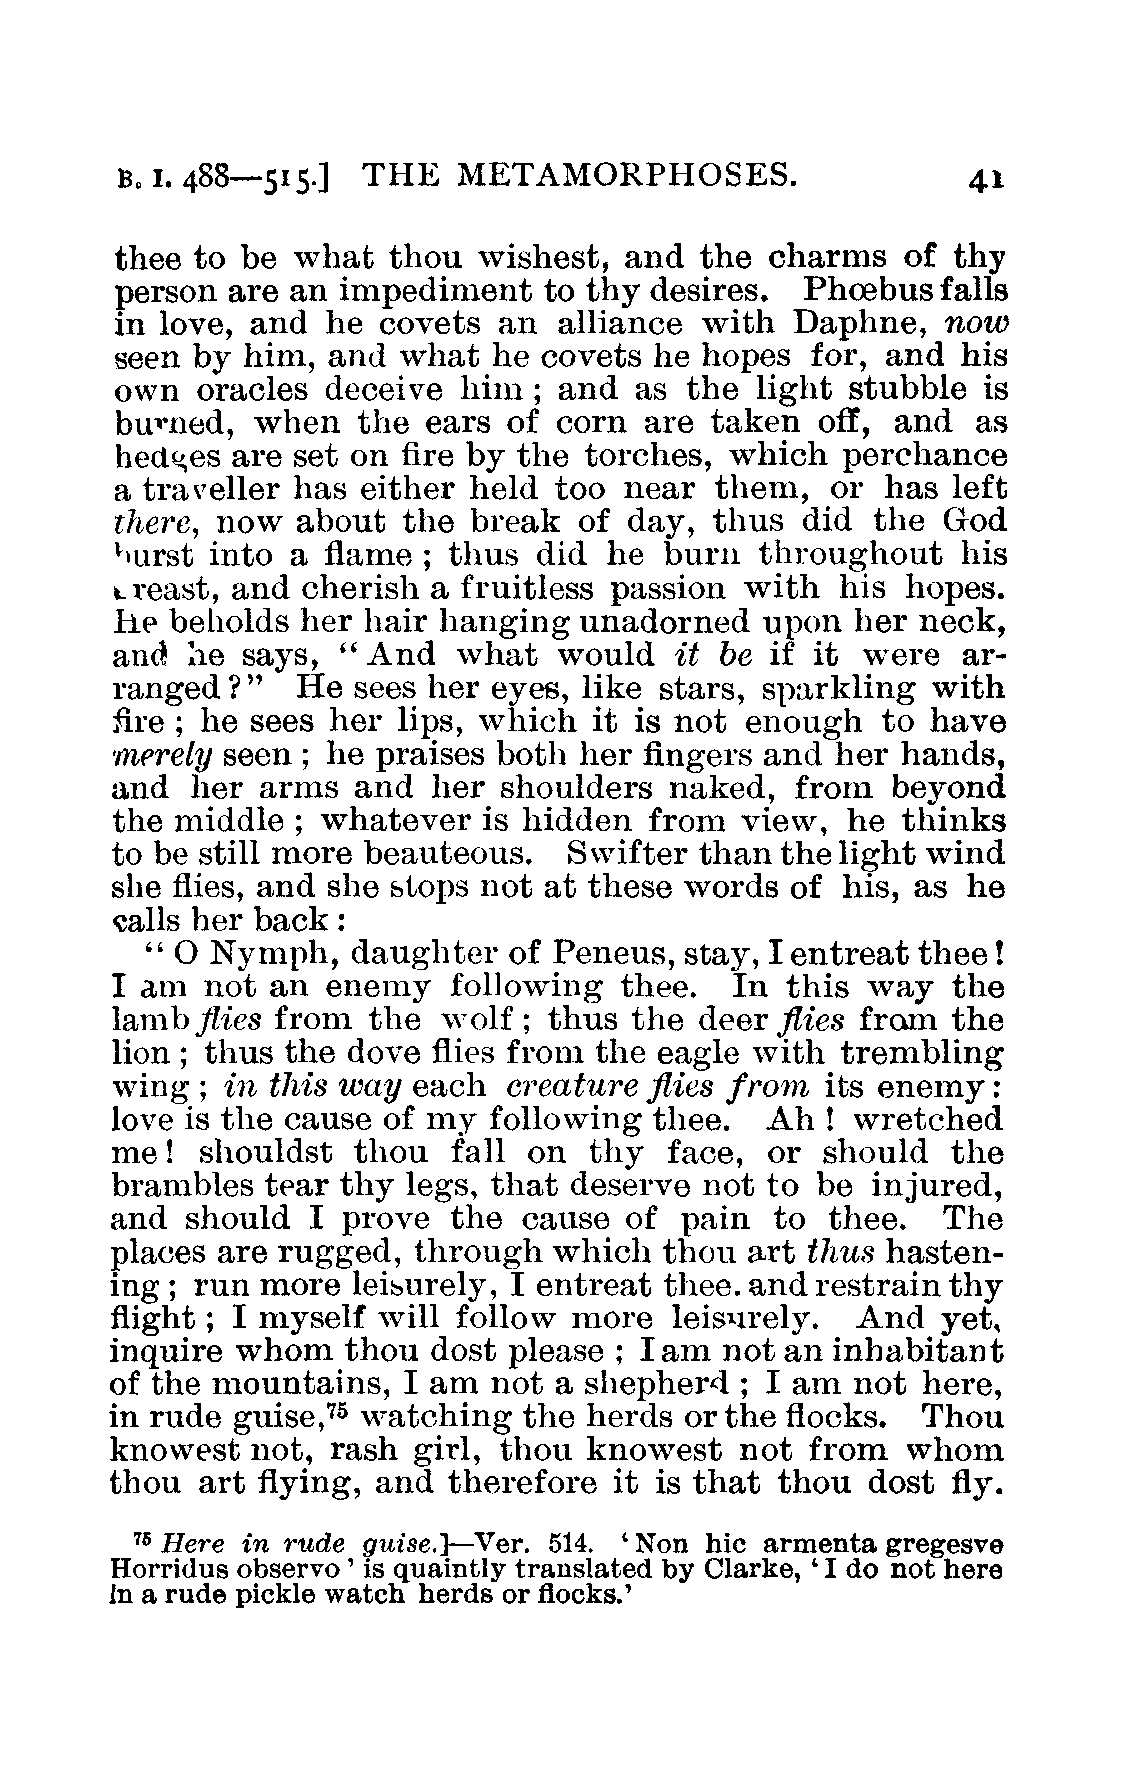 B. I. 488—515.] THE METAMORPHOSES. 41
thee to be what thou wishest, and the charms of thy
person are an impediment to thy desires. Phœbus falls
in love, and he covets an alliance with Daphne, now
seen by him, and what he covets he hopes for, and his
own oracles deceive him ; and as the light stubble is
burned, when the ears of corn are taken off, and as
hedges are set on fire by the torches, which perchance
a traveller has either held too near them, or has left
there, now about the break of day, thus did the God
burst into a flame ; thus did he burn throughout his
breast, and cherish a fruitless passion with his hopes.
He beholds her hair hanging unadorned upon her neck,
and he says, “ And what would it be if it were ar-
ranged ?” He sees her eyes, like stars, sparkling with
fire ; he sees her lips, which it is not enough to have
merely seen ; he praises both her fingers and her hands,
and her arms and her shoulders naked, from beyond
the middle ; whatever is hidden from view, he thinks
to be still more beauteous. Swifter than the light wind
she flies, and she stops not at these words of his, as he
calls her back :
“ O Nymph, daughter of Peneus, stay, I entreat thee !
I am not an enemy following thee. In this way the
lamb flies from the wolf ; thus the deer flies from the
lion ; thus the dove flies from the eagle with trembling
wing ; in this way each creature flies from its enemy :
love is the cause of my following thee. Ah ! wretched
me ! shouldst thou fall on thy face, or should the
brambles tear thy legs, that deserve not to be injured,
and should I prove the cause of pain to thee. The
places are rugged, through which thou art thus hasten-
ing ; run more leisurely, I entreat thee. and restrain thy
flight ; I myself will follow more leisurely. And yet,
inquire whom thou dost please ; I am not an inhabitant
of the mountains, I am not a shepherd ; I am not here,
in rude guise,⁷⁵ watching the herds or the flocks. Thou
knowest not, rash girl, thou knowest not from whom
thou art flying, and therefore it is that thou dost fly.
⁷⁵ Here in rude guise.]—Ver. 514. ‘Non hic armenta gregesve
Horridus observo’ is quaintly translated by Clarke, ‘I do not here
in a rude pickle watch herds or flocks.’